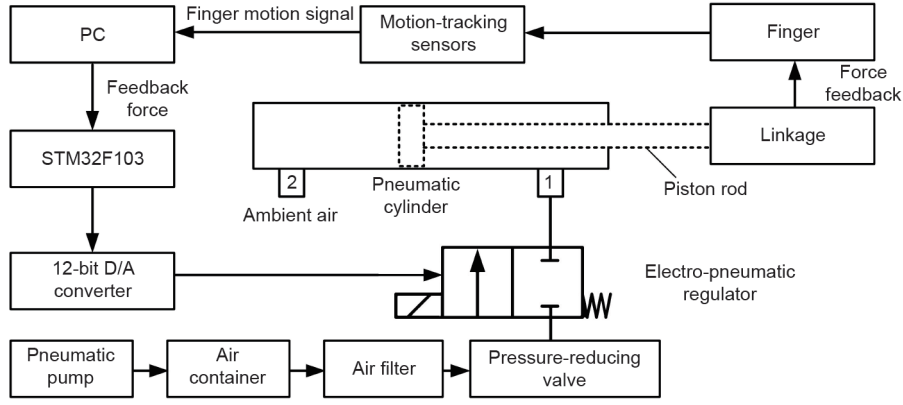 Finger motion signal
PC
Motion-tracking
sensors
Finger
Feedback
force
Force
feedback
STM32F103
Linkage
2
Pneumatic
cylinder
1
Piston rod
Ambient air
12-bit D/A
converter
Electro-pneumatic
regulator
Pneumatic
pump
Air
container
Air filter
Pressure-reducing
valve